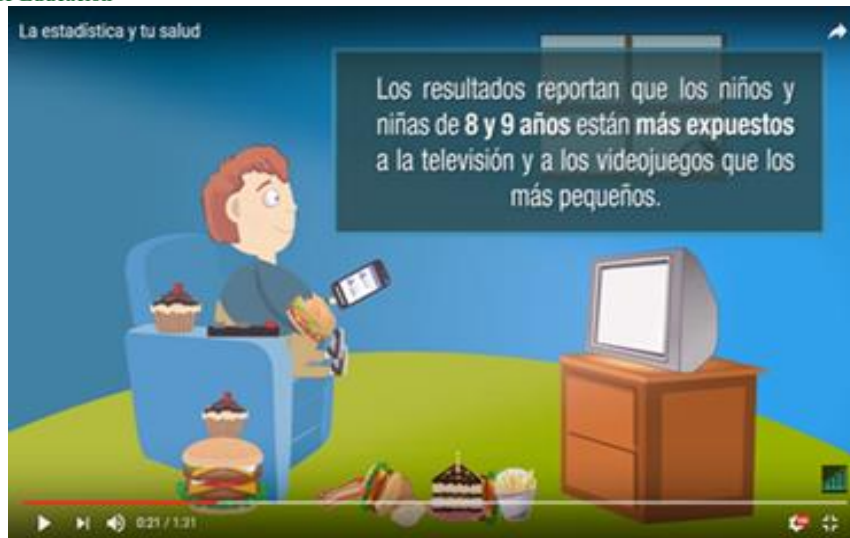 La estadística y tu salud
Los resultados reportan que los niños y
niñas de 8 y 9 años están más expuestos
a la televisión y a los videojuegos que los
más pequeños.
0:21 / 1:31